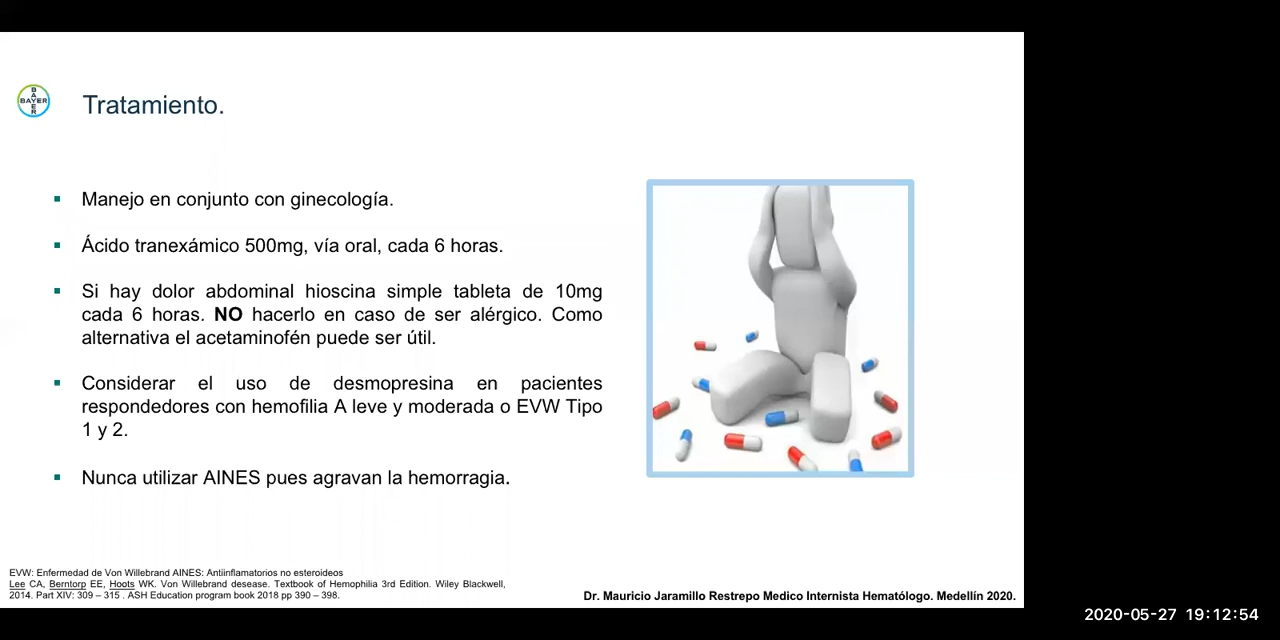 BAYER
BAYER
Tratamiento.
▪ Manejo en conjunto con ginecología.
▪ Ácido tranexámico 500mg, vía oral, cada 6 horas.
▪ Si hay dolor abdominal hioscina simple tableta de 10mg
cada 6 horas. NO hacerlo en caso de ser alérgico. Como
alternativa el acetaminofén puede ser útil.
▪ Considerar el uso de desmopresina en pacientes
respondedores con hemofilia A leve y moderada o EVW Tipo
1 y 2.
▪ Nunca utilizar AINES pues agravan la hemorragia.
EVW: Enfermedad de Von Willebrand AINES: Antiinflamatorios no esteroideos
Lee CA, Berntorp EE, Hoots WK. Von Willebrand desease. Textbook of Hemophilia 3rd Edition. Wiley Blackwell,
2014. Part XIV: 309 – 315 . ASH Education program book 2018 pp 390 – 398.
Dr. Mauricio Jaramillo Restrepo Medico Internista Hematólogo. Medellín 2020.
2020-05-27 19:12:54